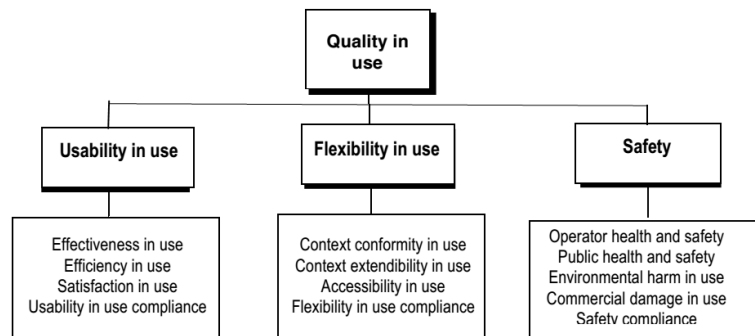 Quality in
use
Usability in use
Flexibility in use
Safety
Effectiveness in use
Efficiency in use
Satisfaction in use
Usability in use compliance
Context conformity in use
Context extendibility in use
Accessibility in use
Flexibility in use compliance
Operator health and safety
Public health and safety
Environmental harm in use
Commercial damage in use
Safety compliance